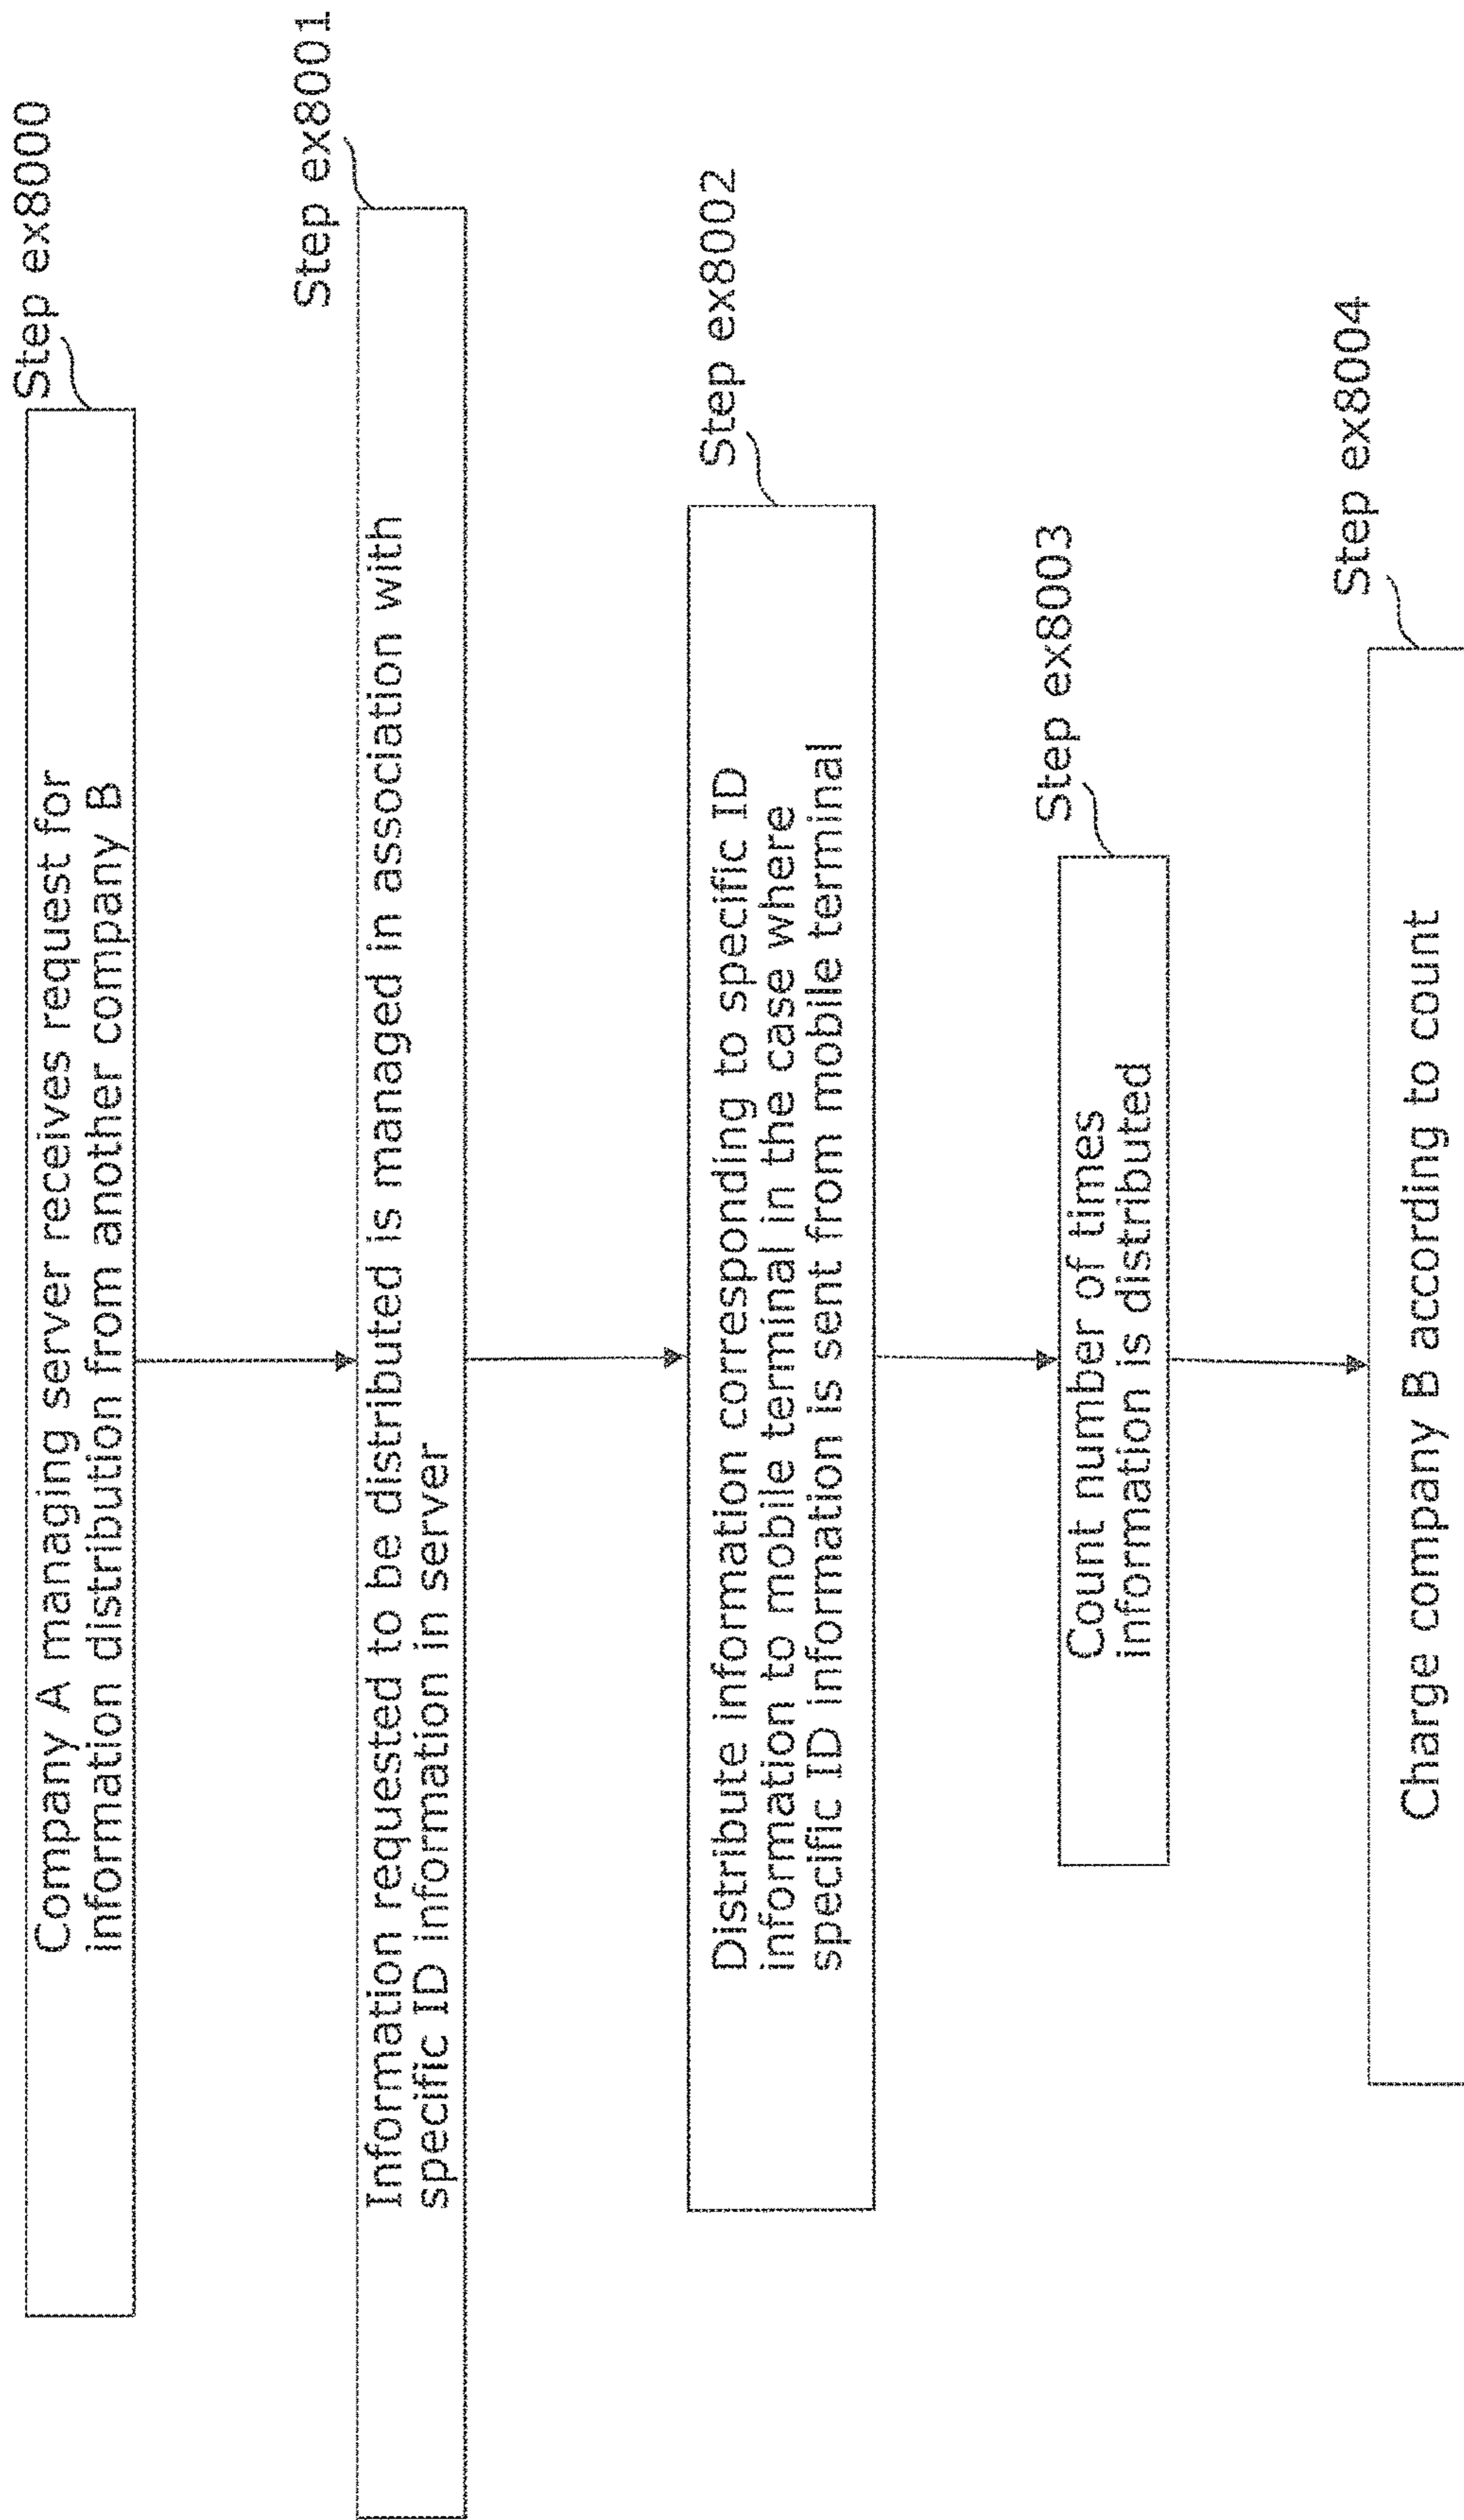 Step ex8000
Company A managing server receives request for
information distribution from another company B
Step ex8001
Information requested to be distributed is managed in association with
specific ID information in server
Step ex8002
Distribute information corresponding to specific ID
information to mobile terminal in the case where
specific ID information is sent from mobile terminal
Step ex8003
Count number of times
information is distributed
Step ex8004
Charge company B according to count